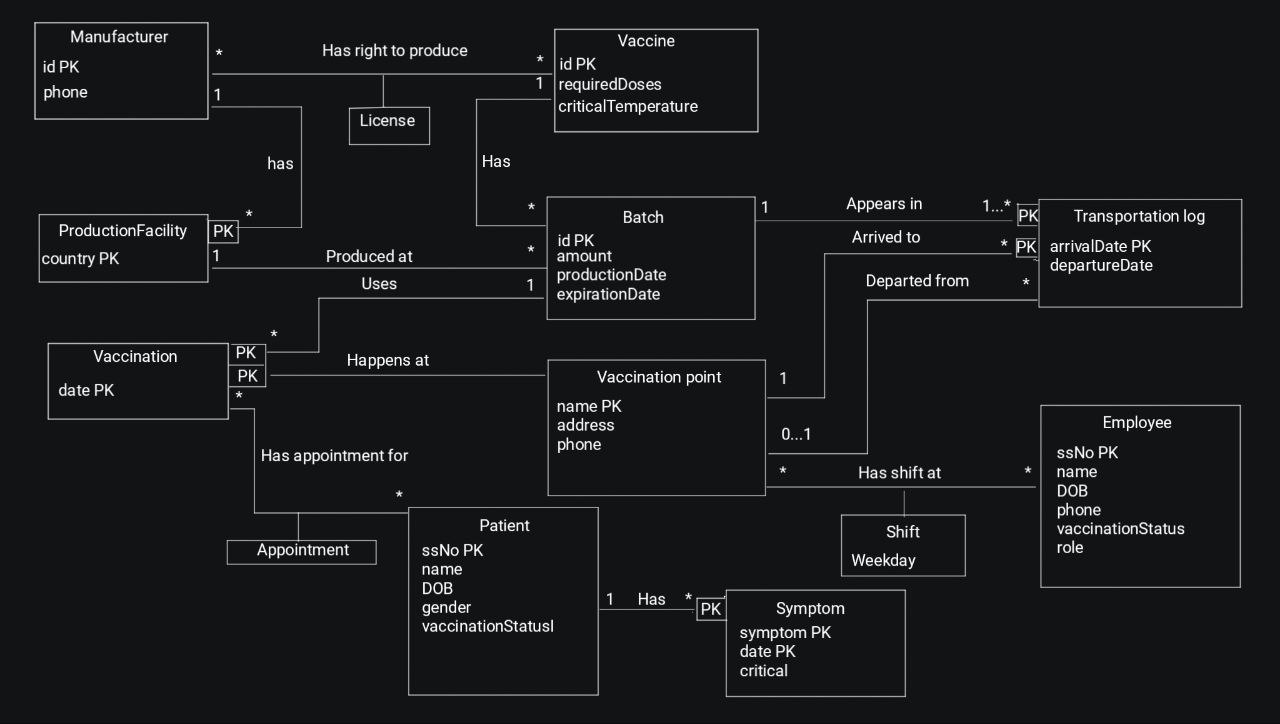 Manufacturer
id PK
phone
*
1
Has right to produce
*
1
License
Vaccine
id PK
requiredDoses
criticalTemperature
has
Has
*
ProductionFacility
PK
country PK
1
Produced at
*
*
Batch
id PK
amount
productionDate
expirationDate
1
Appears in
1...*
PK
Arrived to
*
PK
Departed from
*
Transportation log
arrivalDate PK
departureDate
Uses
1
*
Vaccination
PK
PK
date PK
*
Happens at
Vaccination point
name PK
address
phone
1
0...1
*
Has shift at
*
Employee
ssNo PK
name
DOB
phone
vaccinationStatus
role
Shift
Weekday
Has appointment for
*
Appointment
Patient
ssNo PK
name
DOB
gender
vaccinationStatusI
1
Has
*
PK
Symptom
symptom PK
date PK
critical